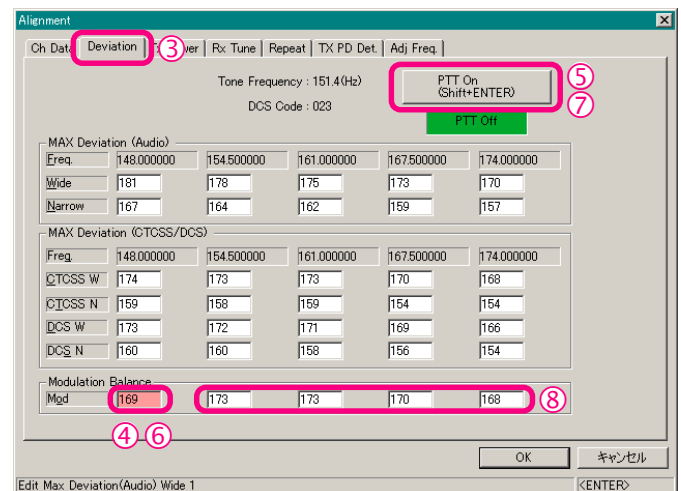 Alignment
Ch Data Deviation ③ er Rx Tune Repeat TX PD Det. Adj Freq.
Tone Frequency : 151.4(Hz)
DCS Code : 023
PTT On
(Shift+ENTER)
⑤
⑦
PTT Off
MAX Deviation (Audio)
Freq. 148.000000 154.500000 161.000000 167.500000 174.000000
Wide 181 178 175 173 170
Narrow 167 164 162 159 157
MAX Deviation (CTCSS/DCS)
Freq. 148.000000 154.500000 161.000000 167.500000 174.000000
CTCSS W 174 173 173 170 168
CTCSS N 159 158 159 154 154
DCS W 173 172 171 169 166
DCS N 160 160 158 156 154
Modulation Balance
Mod 169 173 173 170 168 ⑧
④ ⑥
OK キャンセル
Edit Max Deviation(Audio) Wide 1 <ENTER>